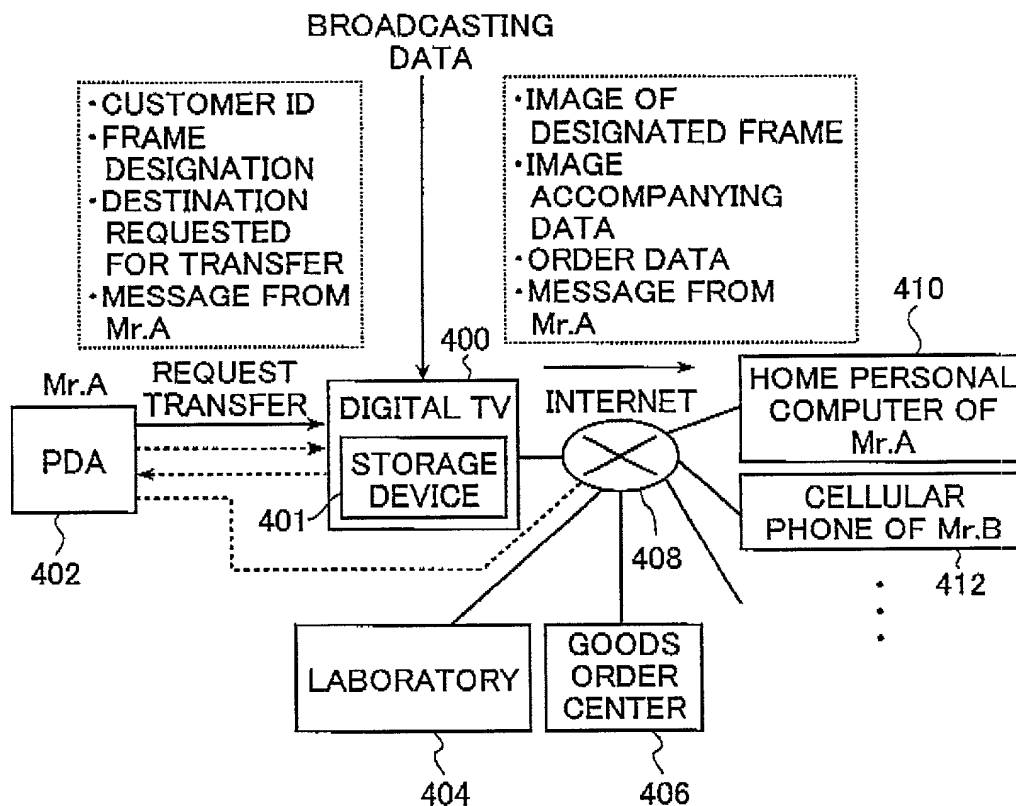 BROADCASTING
DATA
・CUSTOMER ID
・FRAME
DESIGNATION
・DESTINATION
REQUESTED
FOR TRANSFER
・MESSAGE FROM
Mr.A
・IMAGE OF
DESIGNATED FRAME
・IMAGE
ACCOMPANYING
DATA
・ORDER DATA
・MESSAGE FROM
Mr.A
Mr.A
REQUEST
TRANSFER
PDA
402
400
DIGITAL TV
STORAGE
DEVICE
401
INTERNET
408
410
HOME PERSONAL
COMPUTER OF
Mr.A
CELLULAR
PHONE OF Mr.B
412
LABORATORY
404
GOODS
ORDER
CENTER
406